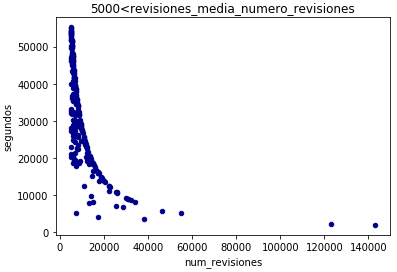 5000<revisiones_media_numero_revisiones
50000
40000
30000
20000
10000
0
segundos
0 20000 40000 60000 80000 100000 120000 140000
num_revisiones